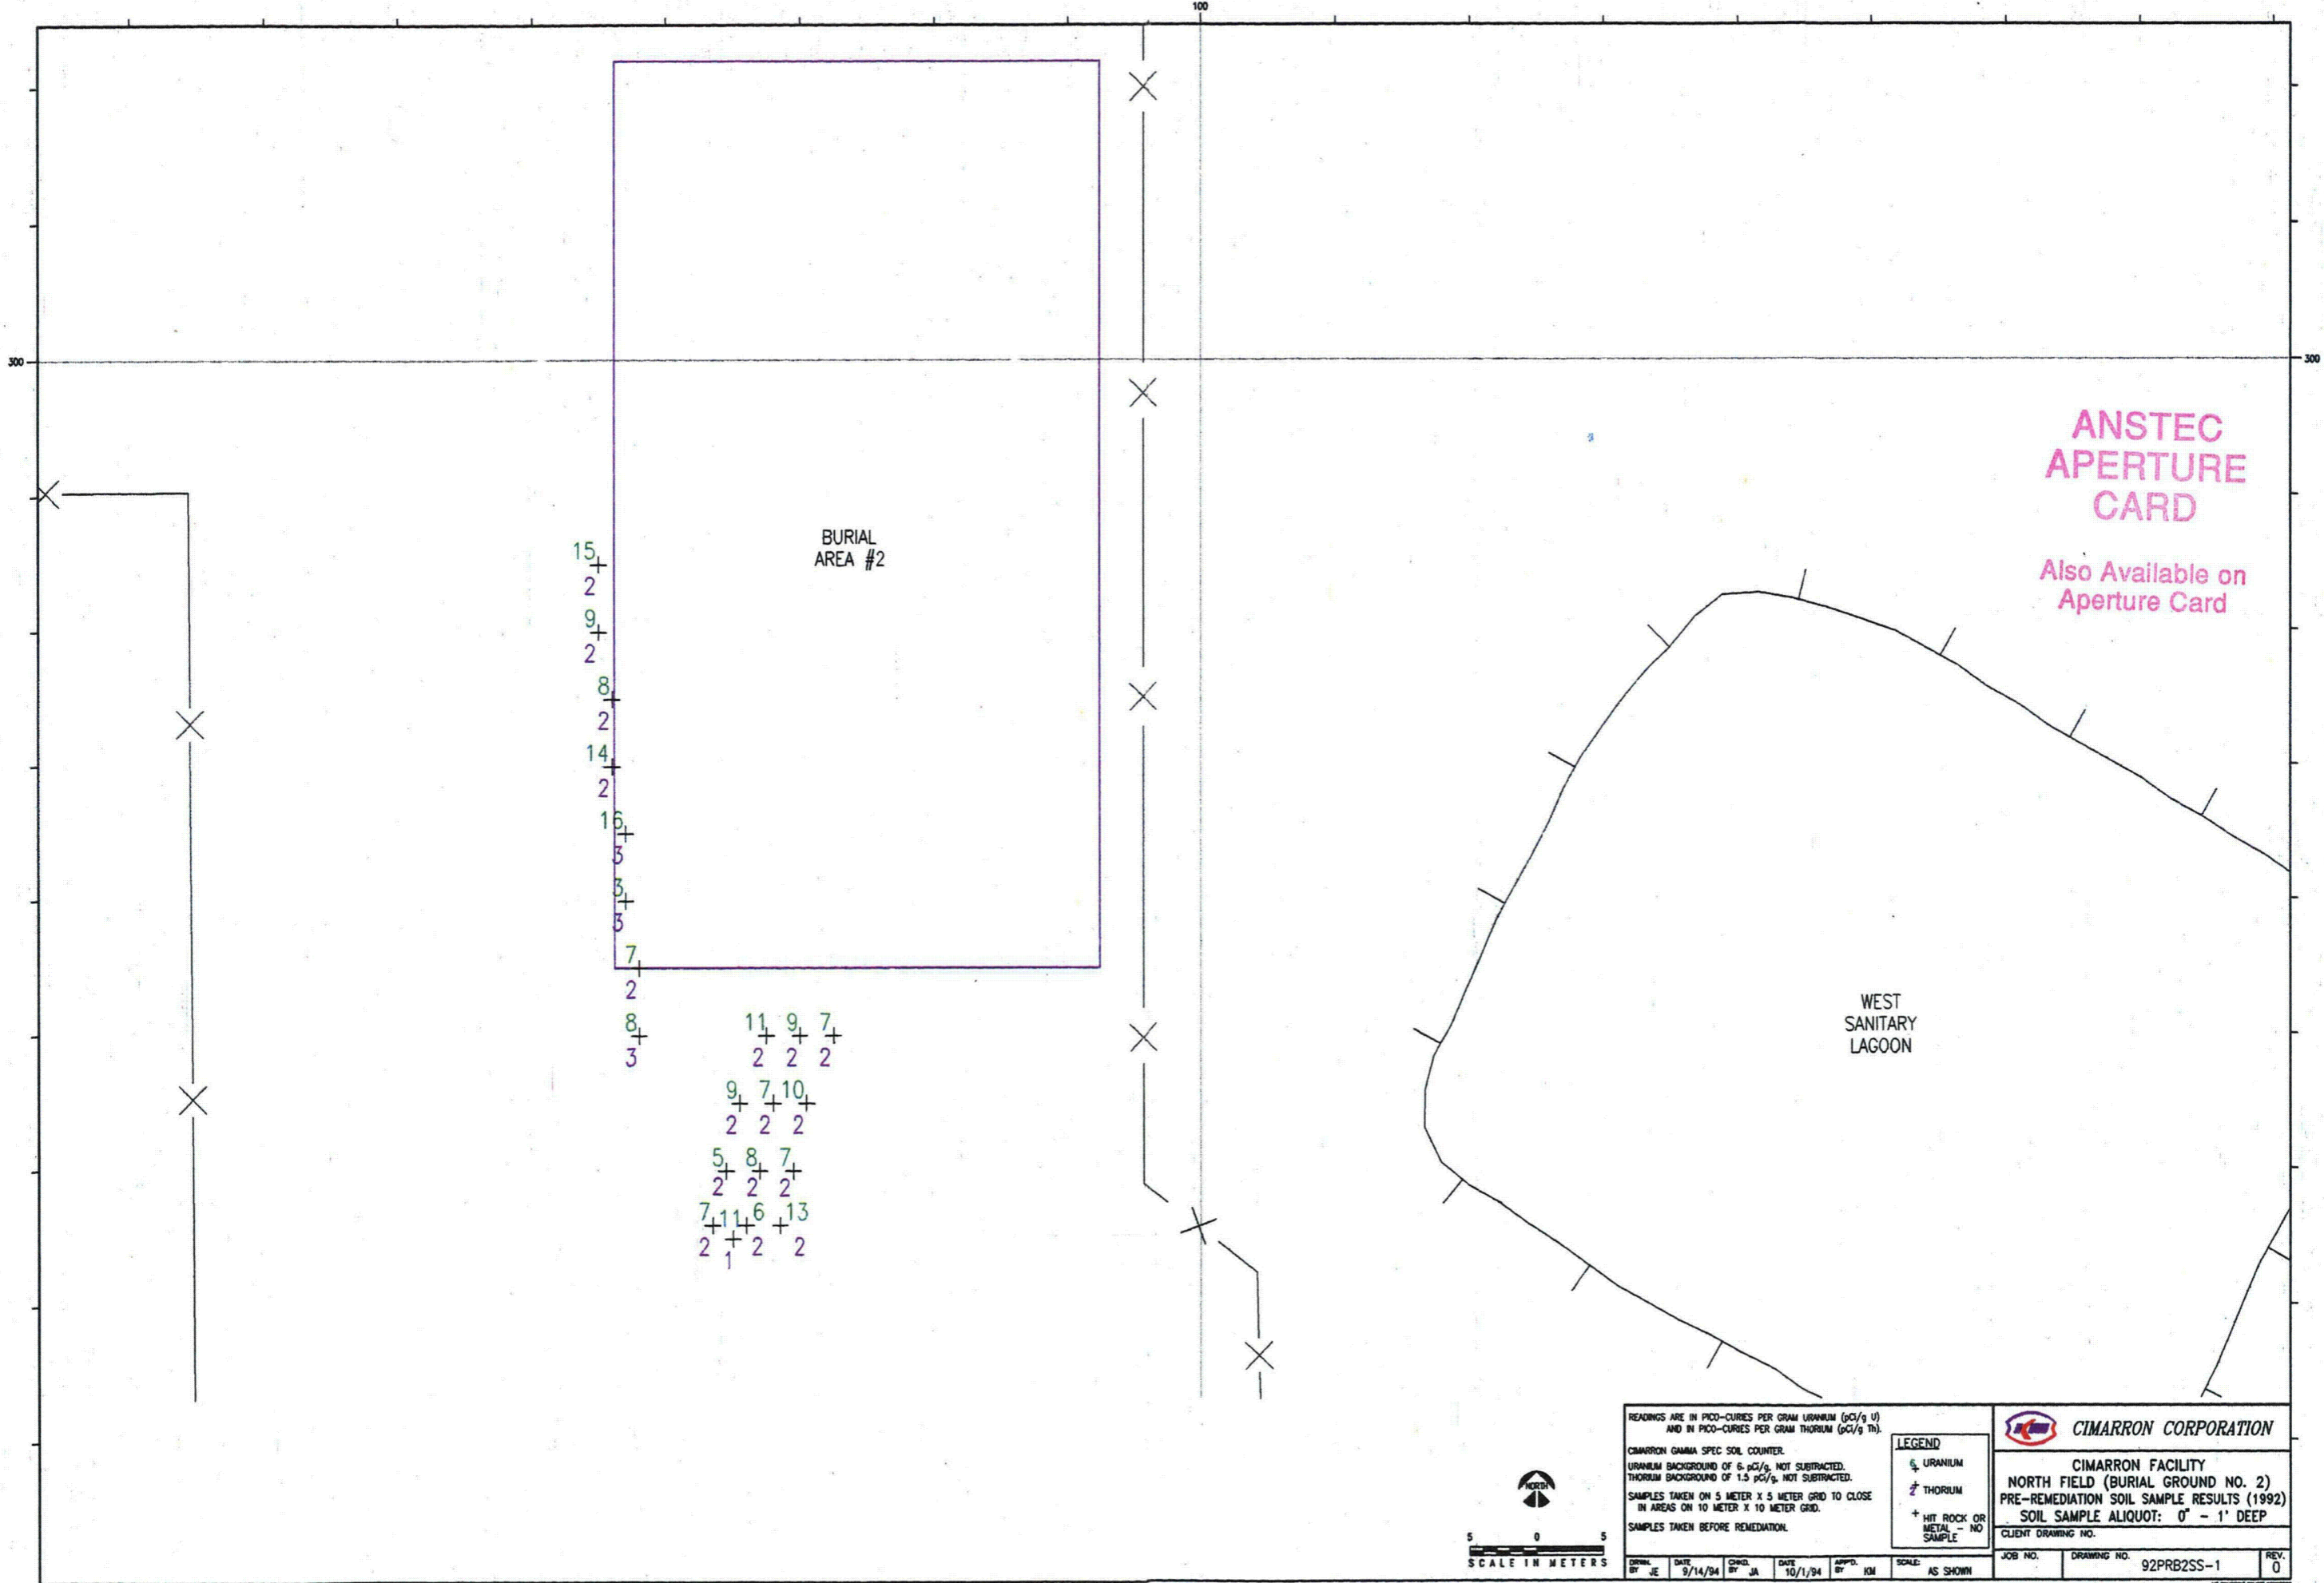 100
300
300
ANSTEC
APERTURE
CARD
Also Available on
Aperture Card
BURIAL
AREA #2
15
2
9
2
8
2
14
2
16
3
3
3
7
2
8 11 9 7
3 2 2 2
9 7 10
2 2 2
5 8 7
2 2 2
7 11 6 13
2 1 2 2
WEST
SANITARY
LAGOON
NORTH
5 0 5
SCALE IN METERS
READINGS ARE IN PICO-CURIES PER GRAM URANIUM (pCi/g U)
AND IN PICO-CURIES PER GRAM THORIUM (pCi/g Th).
CIMARRON GAMMA SPEC SOIL COUNTER.
URANIUM BACKGROUND OF 6 pCi/g, NOT SUBTRACTED.
THORIUM BACKGROUND OF 1.5 pCi/g, NOT SUBTRACTED.
SAMPLES TAKEN ON 5 METER X 5 METER GRID TO CLOSE
IN AREAS ON 10 METER X 10 METER GRID.
SAMPLES TAKEN BEFORE REMEDIATION.
LEGEND
6 URANIUM
2 THORIUM
HIT ROCK OR
METAL - NO
SAMPLE
CIMARRON CORPORATION
CIMARRON FACILITY
NORTH FIELD (BURIAL GROUND NO. 2)
PRE-REMEDIATION SOIL SAMPLE RESULTS (1992)
SOIL SAMPLE ALIQUOT: 0" - 1' DEEP
CLIENT DRAWING NO.
JOB NO. DRAWING NO. 92PRB2SS-1 REV. 0
DRWN. BY JE DATE 9/14/94 CHKD. BY JA DATE 10/1/94 APP'D. BY KM SCALE: AS SHOWN